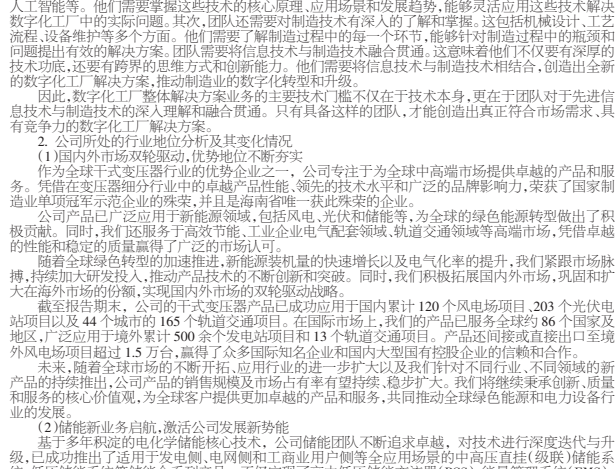 人工智能等。他们需要掌握这些技术的核心原理、应用场景和发展趋势,能够灵活应用这些技术解决
数字化工厂中的实际问题。其次,团队还需要对制造技术有深入的了解和掌握。这包括机械设计、工艺
流程、设备维护等多个方面。他们需要了解制造过程中的每一个环节,能够针对制造过程中的瓶颈和
问题提出有效的解决方案。团队需要将信息技术与制造技术融合贯通。这意味着他们不仅要有深厚的
技术功底,还要有跨界的思维方式和创新能力。他们需要将信息技术与制造技术相结合,创造出全新
的数字化工厂解决方案,推动制造业的数字化转型和升级。
因此,数字化工厂整体解决方案业务的主要技术门槛不仅在于技术本身,更在于团队对于先进信
息技术与制造技术的深入理解和融会贯通。只有具备这样的团队,才能创造出真正符合市场需求、具
有竞争力的数字化工厂解决方案。
2. 公司所处的行业地位分析及其变化情况
(1)国内外市场双轮驱动,优势地位不断夯实
作为全球干式变压器行业的优势企业之一，公司专注于为全球中高端市场提供卓越的产品和服
务。凭借在变压器细分行业中的卓越产品性能、领先的技术水平和广泛的品牌影响力,荣获了国家制
造业单项冠军示范企业的殊荣,并且是海南省唯一获此殊荣的企业。
公司产品已广泛应用于新能源领域,包括风电、光伏和储能等,为全球的绿色能源转型做出了积
极贡献。同时,我们还服务于高效节能、工业企业电气配套领域、轨道交通领域等高端市场,凭借卓越
的性能和稳定的质量赢得了广泛的市场认可。
随着全球绿色转型的加速推进,新能源装机量的快速增长以及电气化率的提升,我们紧跟市场脉
搏,持续加大研发投入,推动产品技术的不断创新和突破。同时,我们积极拓展国内外市场,巩固和扩
大在海外市场的份额,实现国内外市场的双轮驱动战略。
截至报告期末，公司的干式变压器产品已成功应用于国内累计 120 个风电场项目、203 个光伏电
站项目以及 44 个城市的 165 个轨道交通项目。在国际市场上,我们的产品已服务全球约 86 个国家及
地区,广泛应用于境外累计 500 余个发电站项目和 13 个轨道交通项目。产品还间接或直接出口至境
外风电场项目超过 1.5 万台,赢得了众多国际知名企业和国内大型国有控股企业的信赖和合作。
未来,随着全球市场的不断开拓、应用行业的进一步扩大以及我们针对不同行业、不同领域的新
产品的持续推出,公司产品的销售规模及市场占有率有望持续、稳步扩大。我们将继续秉承创新、质量
和服务的核心价值观,为全球客户提供更加卓越的产品和服务,共同推动全球能源和电力设备行
业的发展。
(2)储能新业务启航,激活公司发展新势能
基于多年积淀的电化学储能核心技术，公司储能团队不断追求卓越，对技术进行深度迭代与升
级,已成功推出了适用于发电侧、电网侧和工商业用户侧等全应用场景的中高压直挂(级联)储能系